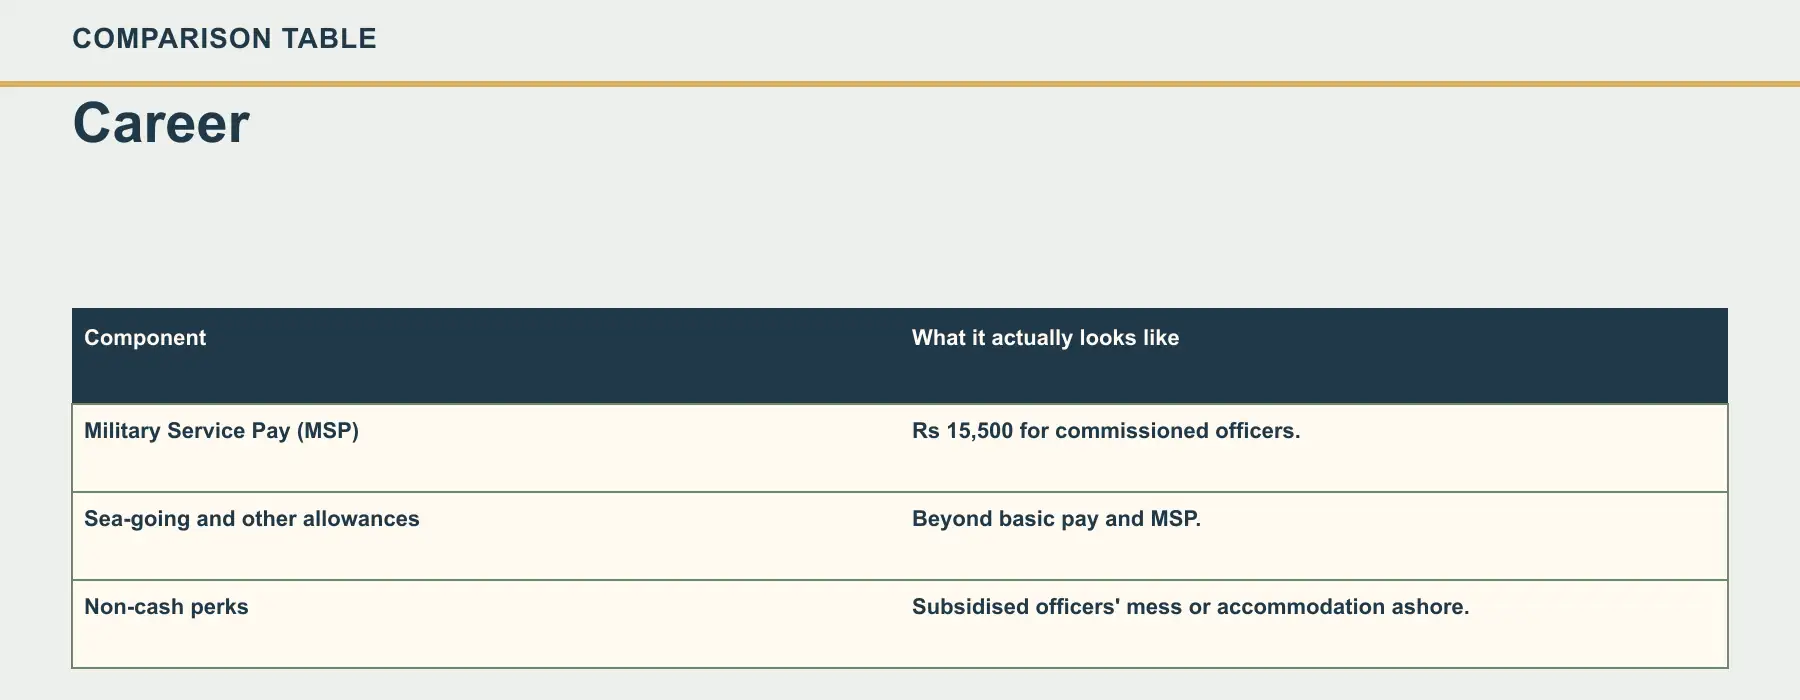 COMPARISON TABLE
Career
Component What it actually looks like
Military Service Pay (MSP) Rs 15,500 for commissioned officers.
Sea-going and other allowances Beyond basic pay and MSP.
Non-cash perks Subsidised officers' mess or accommodation ashore.